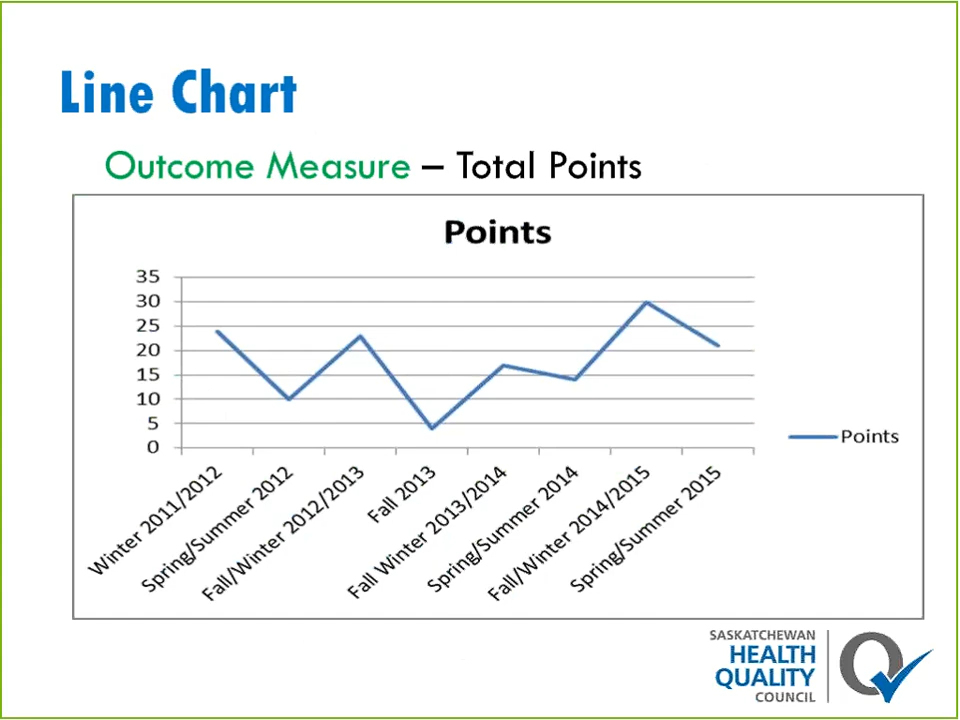 Line Chart
Outcome Measure – Total Points
Points
35
30
25
20
15
10
5
0
Points
Winter 2011/2012
Spring/Summer 2012
Fall/Winter 2012/2013
Fall 2013
Fall Winter 2013/2014
Spring/Summer 2014
Fall/Winter 2014/2015
Spring/Summer 2015
SASKATCHEWAN
HEALTH
QUALITY
COUNCIL